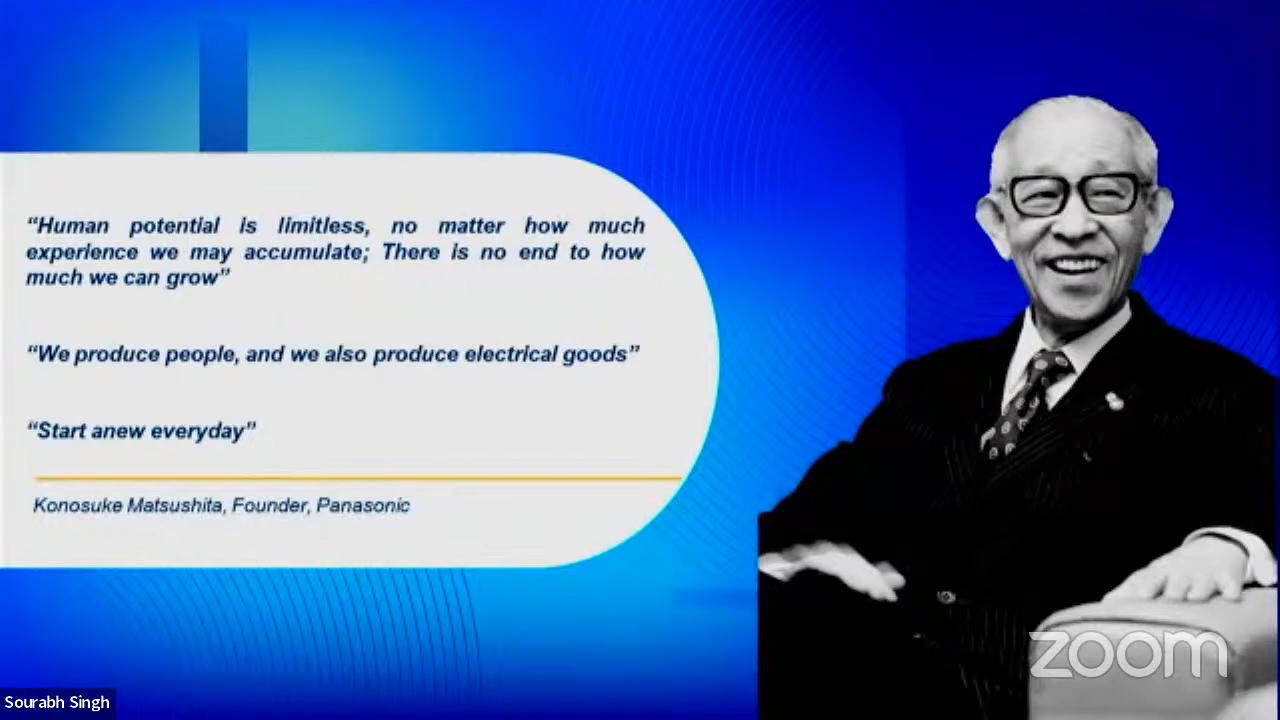 “Human potential is limitless, no matter how much
experience we may accumulate; There is no end to how
much we can grow”
“We produce people, and we also produce electrical goods”
“Start anew everyday”
Konosuke Matsushita, Founder, Panasonic
zoom
Sourabh Singh